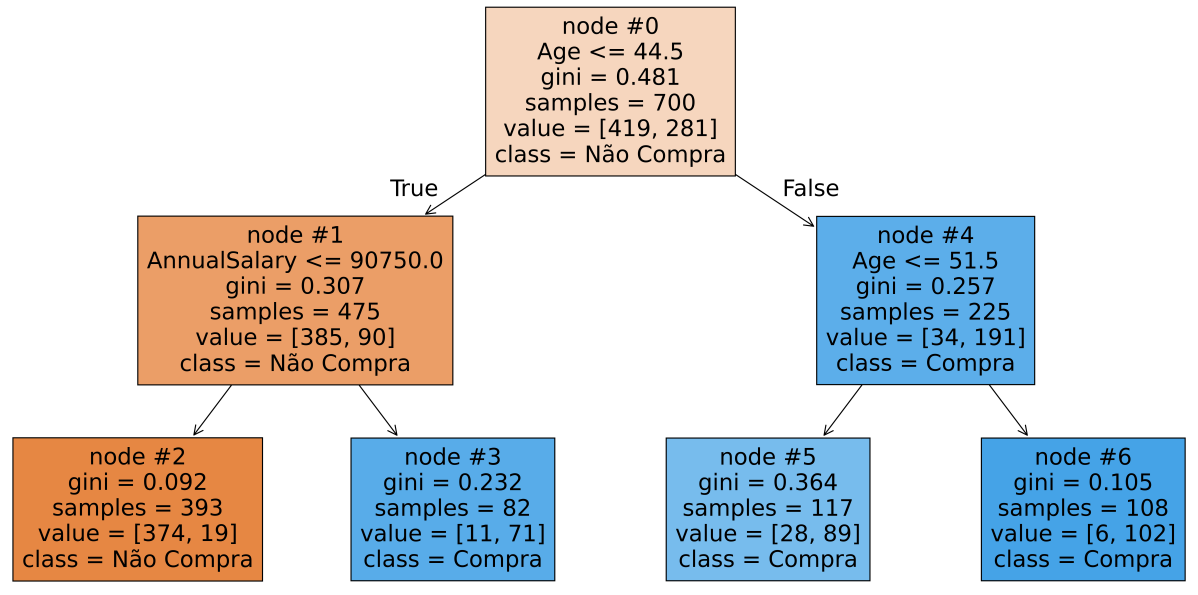 node #0
Age <= 44.5
gini = 0.481
samples = 700
value = [419, 281]
class = Não Compra
True
False
node #1
AnnualSalary <= 90750.0
gini = 0.307
samples = 475
value = [385, 90]
class = Não Compra
node #4
Age <= 51.5
gini = 0.257
samples = 225
value = [34, 191]
class = Compra
node #2
gini = 0.092
samples = 393
value = [374, 19]
class = Não Compra
node #3
gini = 0.232
samples = 82
value = [11, 71]
class = Compra
node #5
gini = 0.364
samples = 117
value = [28, 89]
class = Compra
node #6
gini = 0.105
samples = 108
value = [6, 102]
class = Compra